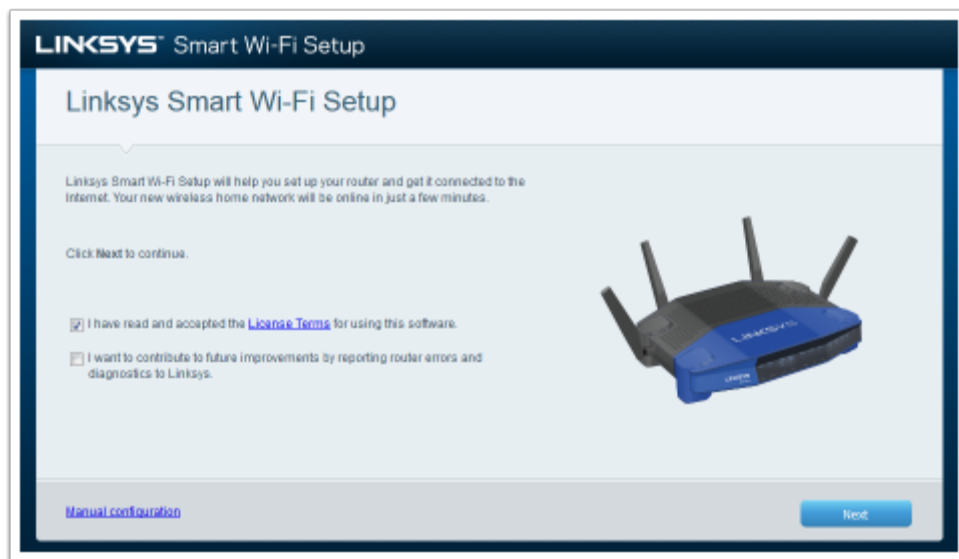 LINKSYS™ Smart Wi-Fi Setup
Linksys Smart Wi-Fi Setup
Linksys Smart Wi-Fi Setup will help you set up your router and get it connected to the
Internet. Your new wireless home network will be online in just a few minutes.
Click Next to continue.
I have read and accepted the License Terms for using this software.
I want to contribute to future improvements by reporting router errors and
diagnostics to Linksys.
LINKSYS
LINKSYS
Manual configuration
Next